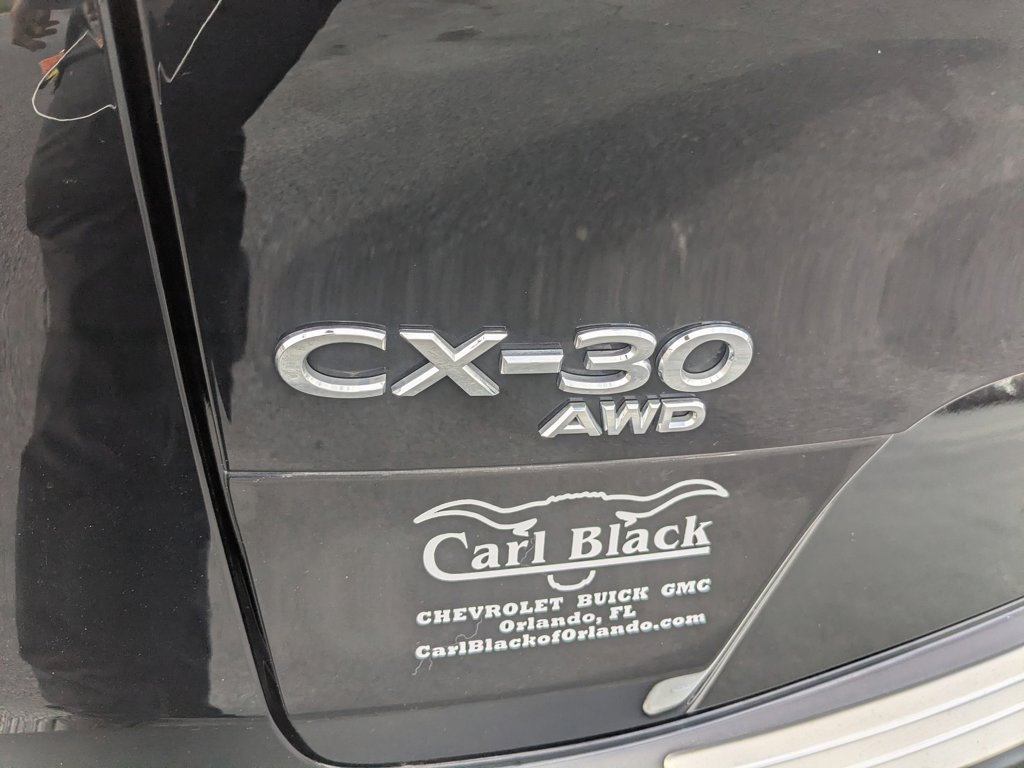 CX-30
AWD
Carl Black
CHEVROLET BUICK GMC
Orlando, FL
CarlBlackofOrlando.com